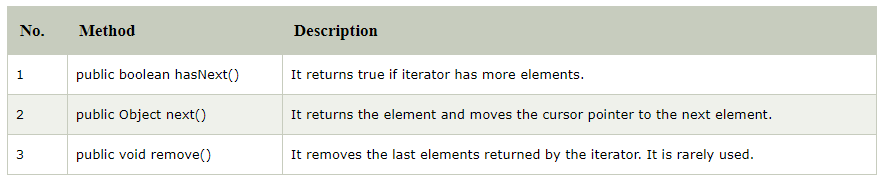 No. Method Description
1 public boolean hasNext() It returns true if iterator has more elements.
2 public Object next() It returns the element and moves the cursor pointer to the next element.
3 public void remove() It removes the last elements returned by the iterator. It is rarely used.